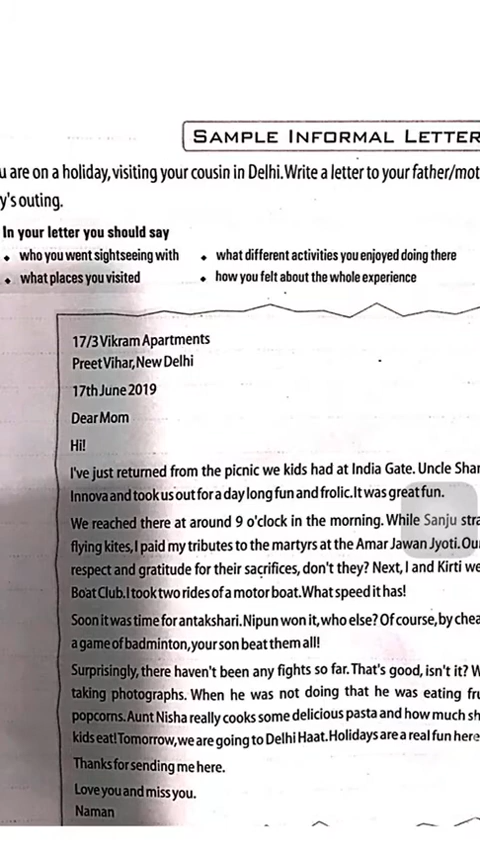 SAMPLE INFORMAL LETTER
are on a holiday, visiting your cousin in Delhi. Write a letter to your father/
outing.
In your letter you should say
• who you went sightseeing with
• what different activities you enjoyed doing there
• what places you visited
• how you felt about the whole experience
17/3 Vikram Apartments
Preet Vihar, New Delhi
17th June 2019
Dear Mom
Hi!
I've just returned from the picnic we kids had at India Gate. Uncle
Innova and took us out for a day long fun and frolic. It was great fun.
We reached there at around 9 o'clock in the morning. While Sanju
flying kites, I paid my tributes to the martyrs at the Amar Jawan Jyoti.
respect and gratitude for their sacrifices, don't they? Next, I and Kirti
Boat Club. I took two rides of a motor boat. What speed it has!
Soon it was time for antakshari. Nipun won it, who else? Of course, by
a game of badminton, your son beat them all!
Surprisingly, there haven't been any fights so far. That's good, isn't it?
taking photographs. When he was not doing that he was eating
popcorns. Aunt Nisha really cooks some delicious pasta and how much
kids eat! Tomorrow, we are going to Delhi Haat. Holidays are a real fun here
Thanks for sending me here.
Love you and miss you.
Naman